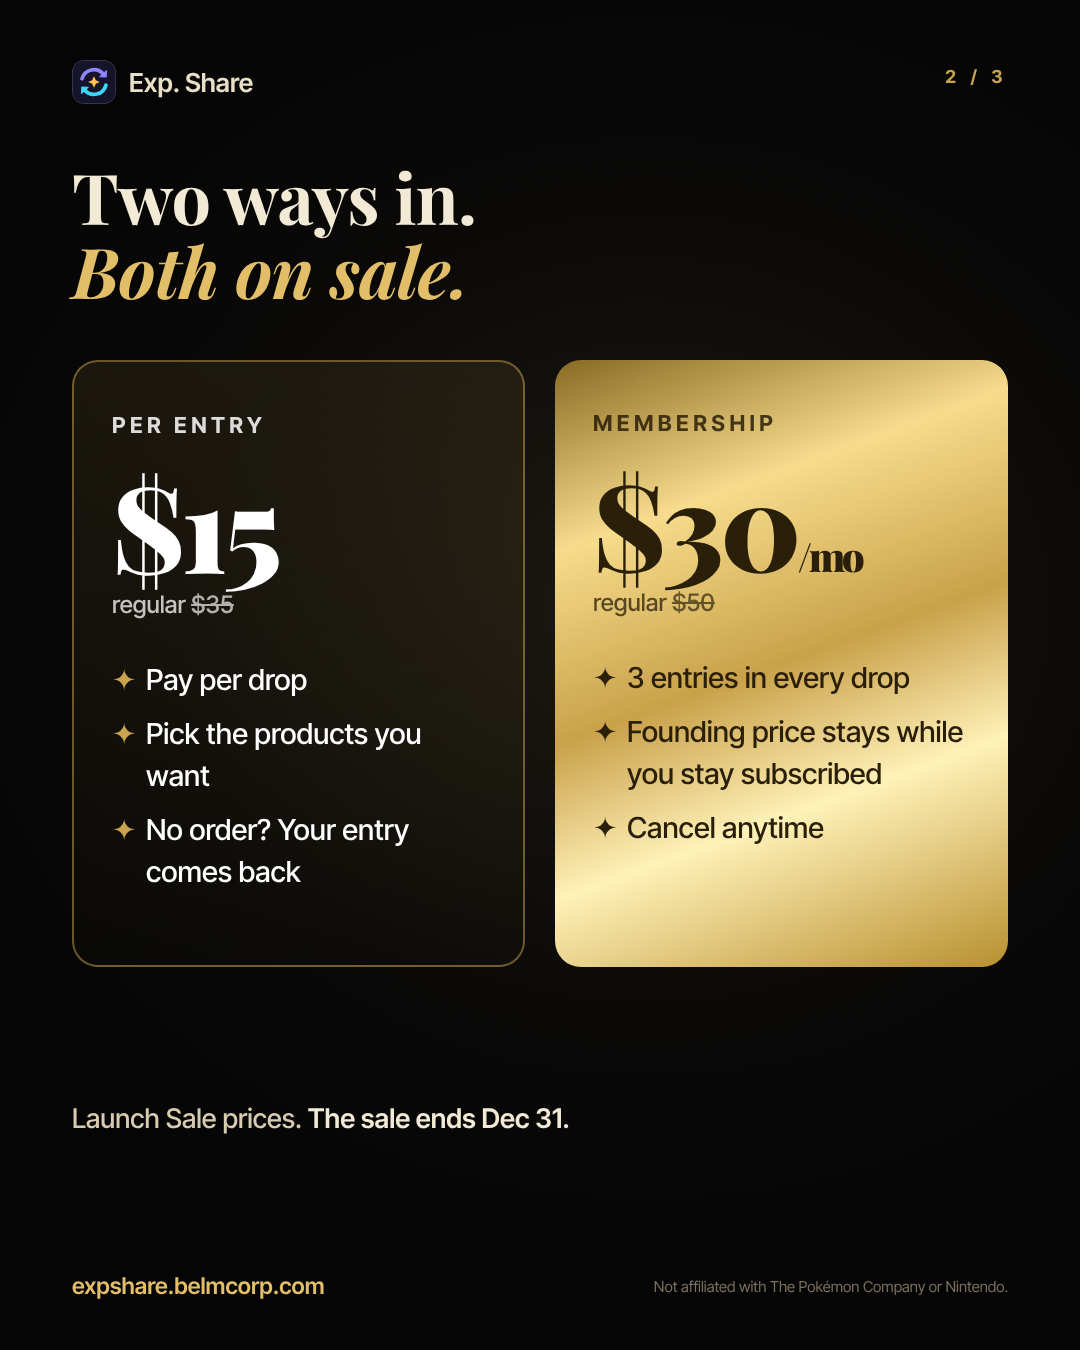 Exp. Share
2 / 3
Two ways in.
Both on sale.
PER ENTRY
$15
regular $35
✦ Pay per drop
✦ Pick the products you
want
✦ No order? Your entry
comes back
MEMBERSHIP
$30/mo
regular $50
✦ 3 entries in every drop
✦ Founding price stays while
you stay subscribed
✦ Cancel anytime
Launch Sale prices. The sale ends Dec 31.
expshare.belmcorp.com
Not affiliated with The Pokémon Company or Nintendo.